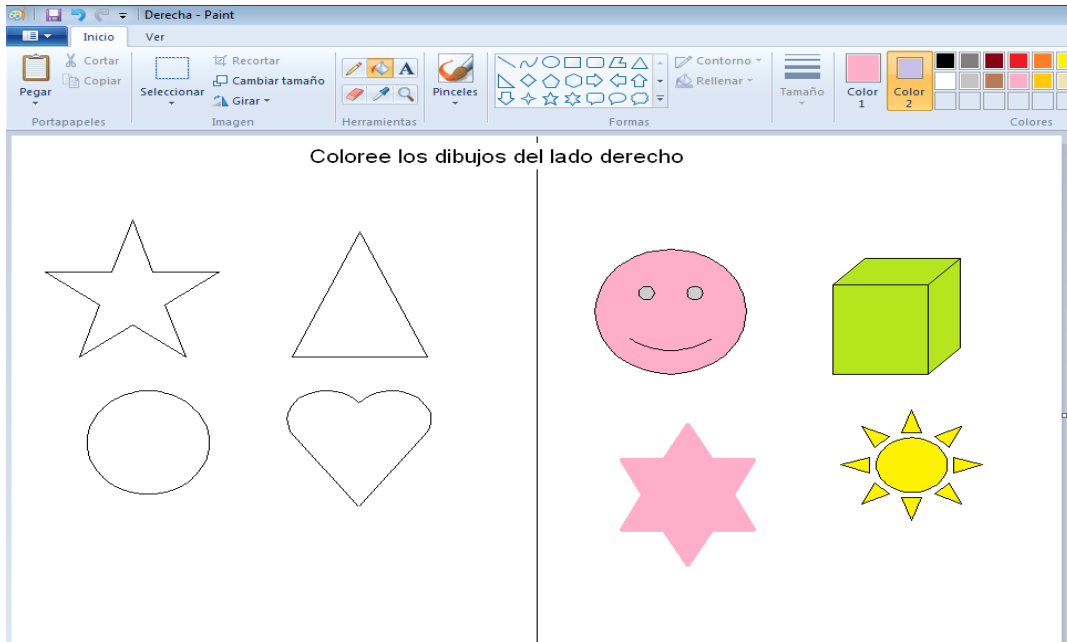 Derecha - Paint
Inicio Ver
Pegar
Cortar
Copiar
Portapapeles
Seleccionar
Recortar
Cambiar tamaño
Girar
Imagen
A
Herramientas
Pinceles
Formas
Contorno
Rellenar
Tamaño
Color
1
Color
2
Colores
Coloree los dibujos del lado derecho